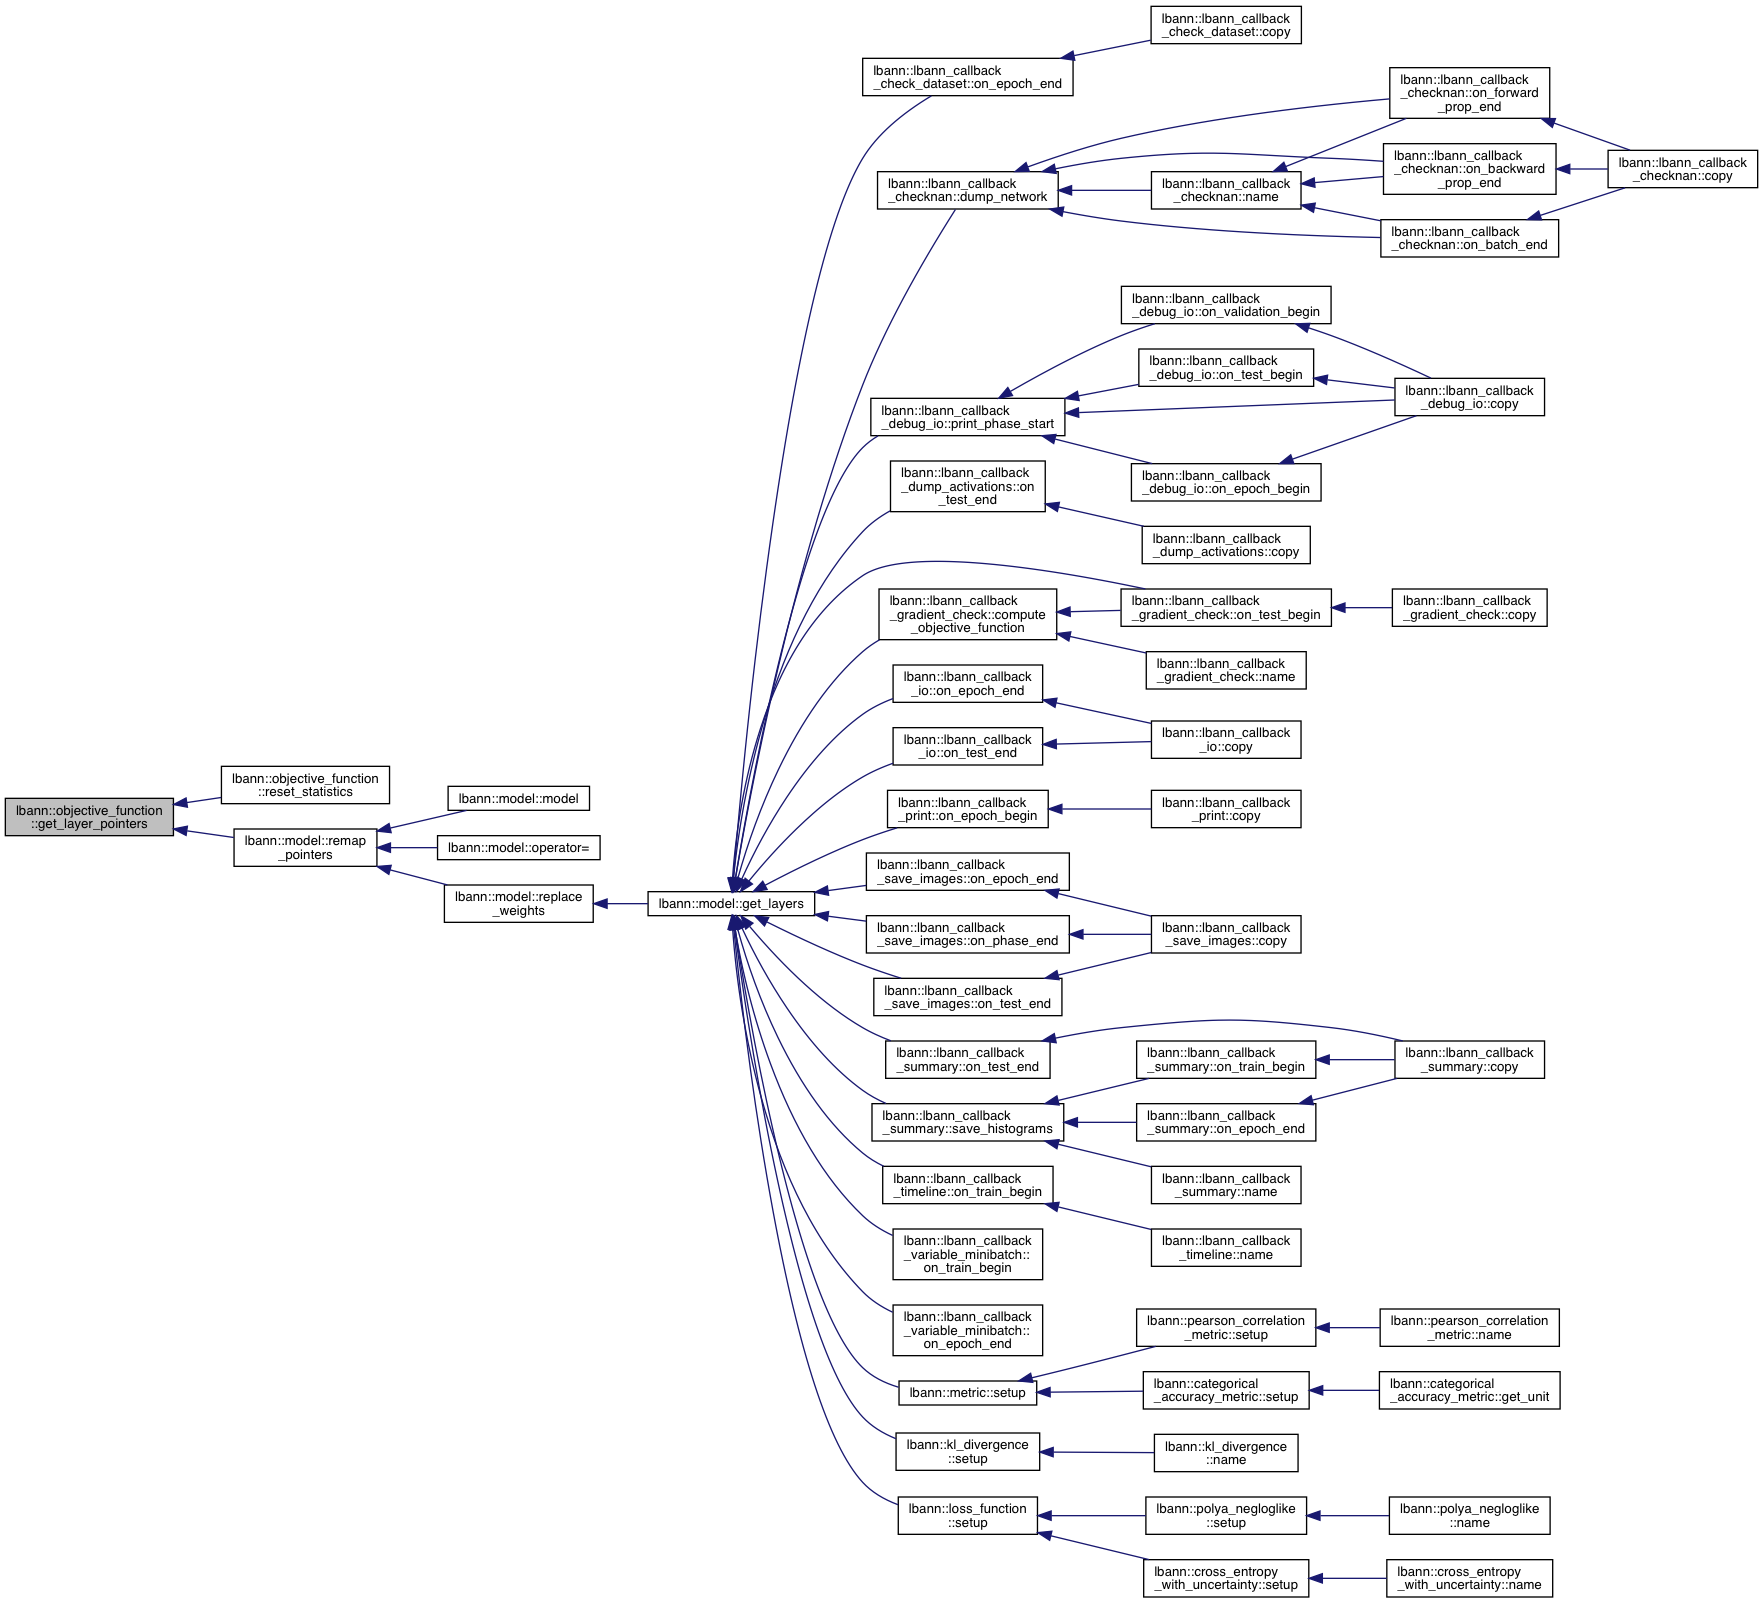 lbann::objective_function
::get_layer_pointers
lbann::objective_function
::reset_statistics
lbann::model::remap
_pointers
lbann::model::model
lbann::model::operator=
lbann::model::replace
_weights
lbann::model::get_layers
lbann::lbann_callback
_check_dataset::on_epoch_end
lbann::lbann_callback
_check_dataset::copy
lbann::lbann_callback
_checknan::dump_network
lbann::lbann_callback
_checknan::name
lbann::lbann_callback
_checknan::on_forward
_prop_end
lbann::lbann_callback
_checknan::on_backward
_prop_end
lbann::lbann_callback
_checknan::on_batch_end
lbann::lbann_callback
_checknan::copy
lbann::lbann_callback
_debug_io::print_phase_start
lbann::lbann_callback
_debug_io::on_validation_begin
lbann::lbann_callback
_debug_io::on_test_begin
lbann::lbann_callback
_debug_io::on_epoch_begin
lbann::lbann_callback
_debug_io::copy
lbann::lbann_callback
_dump_activations::on
_test_end
lbann::lbann_callback
_dump_activations::copy
lbann::lbann_callback
_gradient_check::compute
_objective_function
lbann::lbann_callback
_gradient_check::on_test_begin
lbann::lbann_callback
_gradient_check::copy
lbann::lbann_callback
_gradient_check::name
lbann::lbann_callback
_io::on_epoch_end
lbann::lbann_callback
_io::on_test_end
lbann::lbann_callback
_io::copy
lbann::lbann_callback
_print::on_epoch_begin
lbann::lbann_callback
_print::copy
lbann::lbann_callback
_save_images::on_epoch_end
lbann::lbann_callback
_save_images::on_phase_end
lbann::lbann_callback
_save_images::on_test_end
lbann::lbann_callback
_save_images::copy
lbann::lbann_callback
_summary::on_test_end
lbann::lbann_callback
_summary::save_histograms
lbann::lbann_callback
_summary::on_train_begin
lbann::lbann_callback
_summary::on_epoch_end
lbann::lbann_callback
_summary::copy
lbann::lbann_callback
_summary::name
lbann::lbann_callback
_timeline::on_train_begin
lbann::lbann_callback
_timeline::name
lbann::lbann_callback
_variable_minibatch::
on_train_begin
lbann::lbann_callback
_variable_minibatch::
on_epoch_end
lbann::metric::setup
lbann::pearson_correlation
_metric::setup
lbann::pearson_correlation
_metric::name
lbann::categorical
_accuracy_metric::setup
lbann::categorical
_accuracy_metric::get_unit
lbann::kl_divergence
::setup
lbann::kl_divergence
::name
lbann::loss_function
::setup
lbann::polya_negloglike
::setup
lbann::polya_negloglike
::name
lbann::cross_entropy
_with_uncertainty::setup
lbann::cross_entropy
_with_uncertainty::name